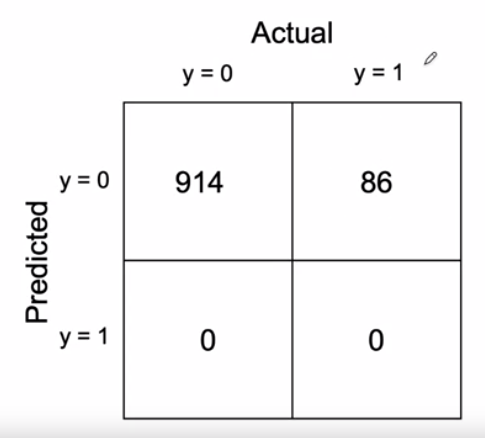 Actual
y = 0 y = 1
Predicted
y = 0 914 86
y = 1 0 0